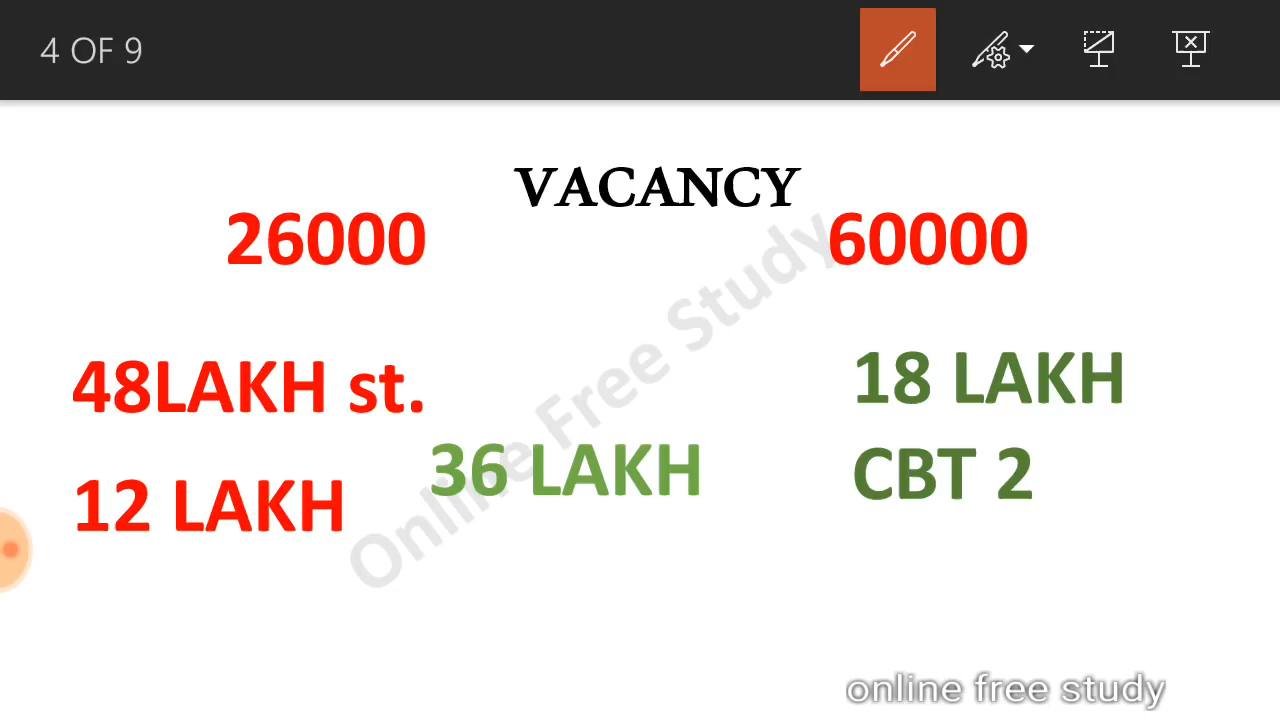 4 OF 9
VACANCY
26000 60000
48LAKH st. 18 LAKH
36 LAKH CBT 2
12 LAKH
Online Free Study
online free study